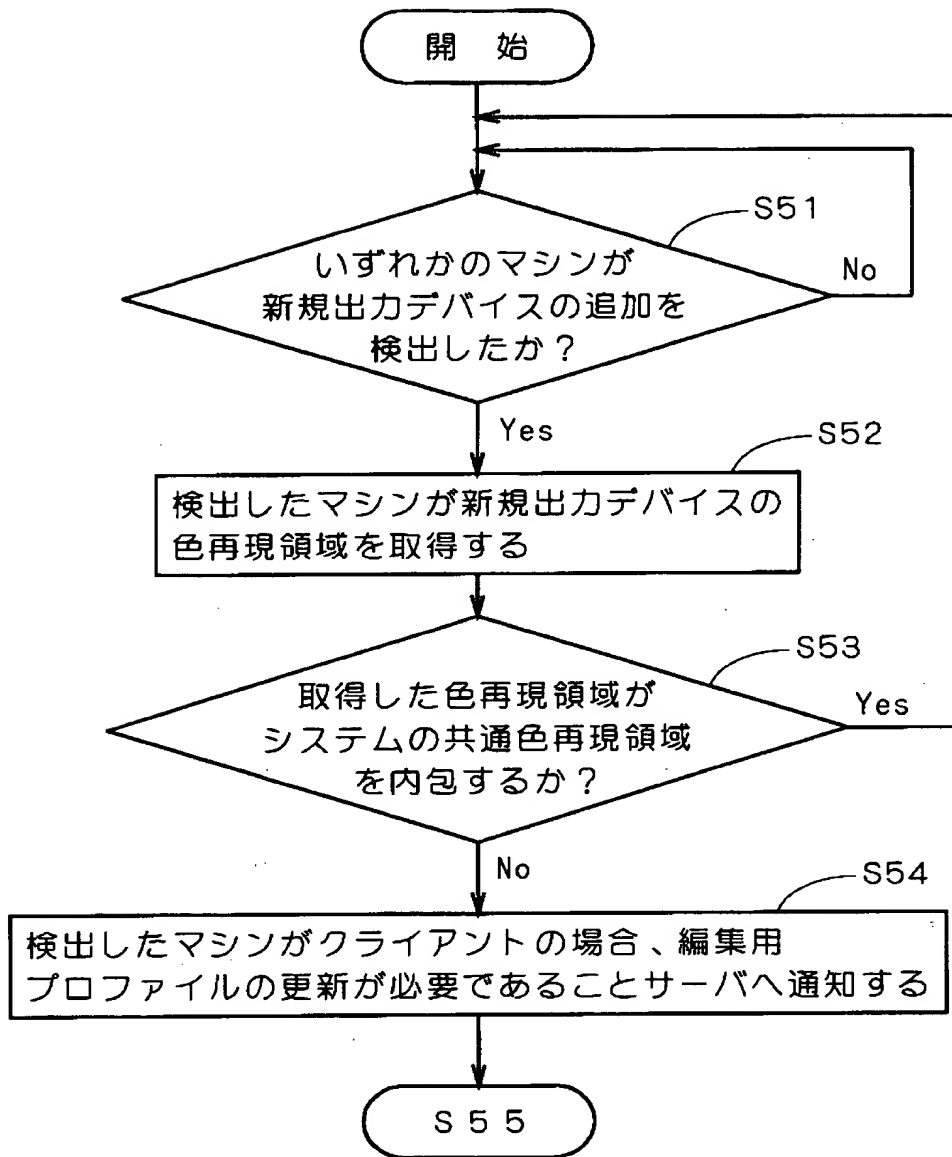 開 始
S51
いずれかのマシンが
新規出力デバイスの追加を
検出したか？
No
Yes
S52
検出したマシンが新規出力デバイスの
色再現領域を取得する
S53
取得した色再現領域が
システムの共通色再現領域
を内包するか？
Yes
No
S54
検出したマシンがクライアントの場合、編集用
プロファイルの更新が必要であることサーバへ通知する
S55